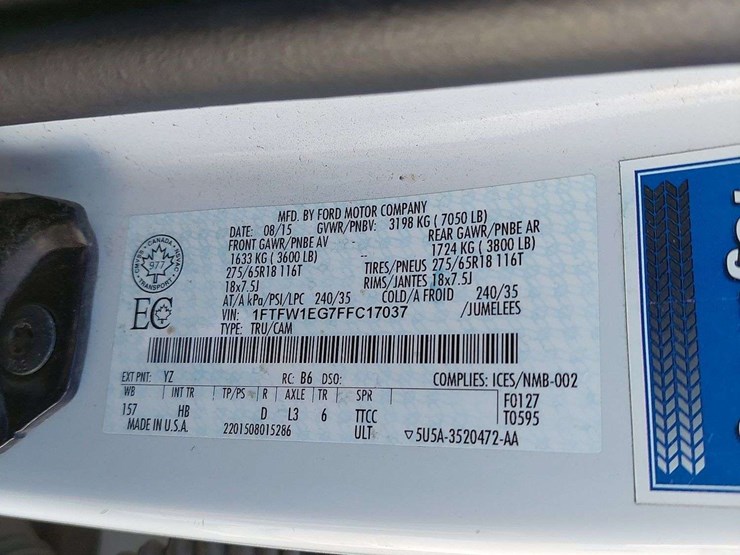 MFD. BY FORD MOTOR COMPANY
DATE: 08/15 GVWR/PNBV: 3198 KG ( 7050 LB)
FRONT GAWR/PNBE AV REAR GAWR/PNBE AR
1633 KG ( 3600 LB) 1724 KG ( 3800 LB)
275/65R18 116T TIRES/PNEUS 275/65R18 116T
18x7.5J RIMS/JANTES 18x7.5J
AT/A kPa/PSI/LPC 240/35 COLD/A FROID 240/35
VIN: 1FTFW1EG7FFC17037 /JUMELEES
TYPE: TRU/CAM
CANADA
977
TRANSPORT
EC
EXT PNT: YZ RC: B6 DSO: COMPLIES: ICES/NMB-002
WB INT TR TP/PS R AXLE TR SPR F0127
157 HB D L3 6 TTCC T0595
MADE IN U.S.A. 2201508015286 ULT ▽5U5A-3520472-AA